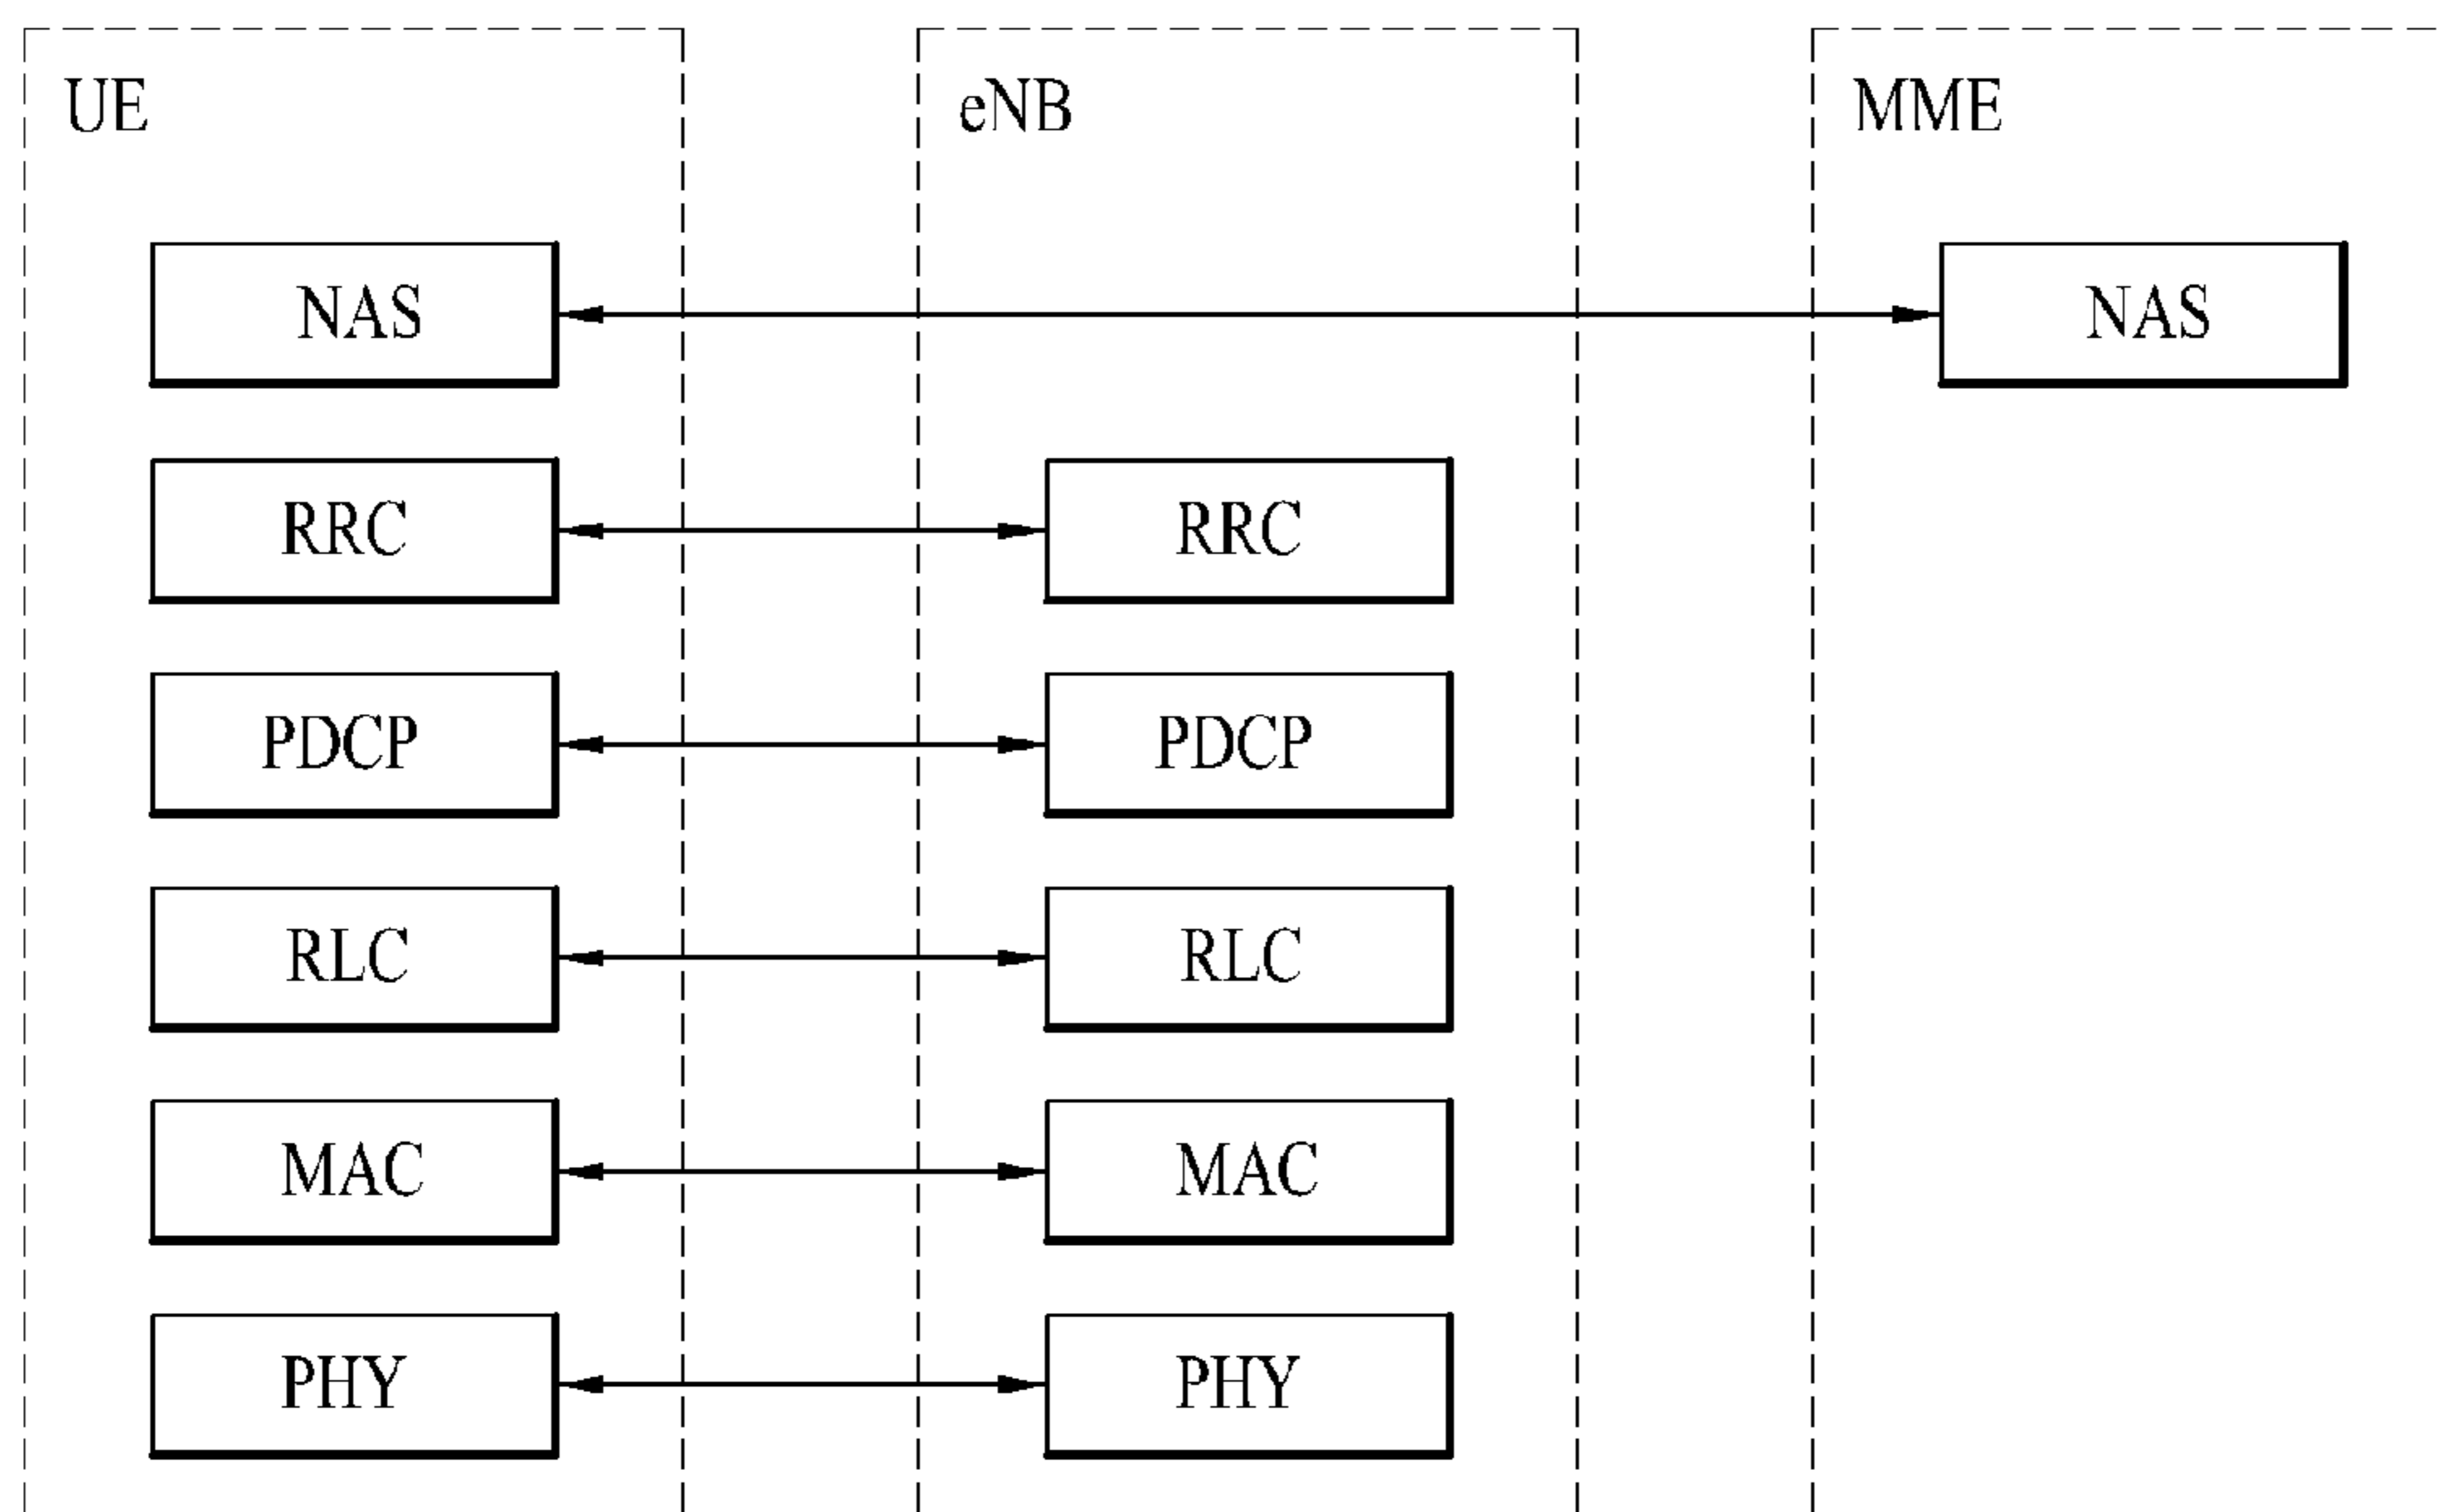 UE eNB MME
NAS NAS
RRC RRC
PDCP PDCP
RLC RLC
MAC MAC
PHY PHY